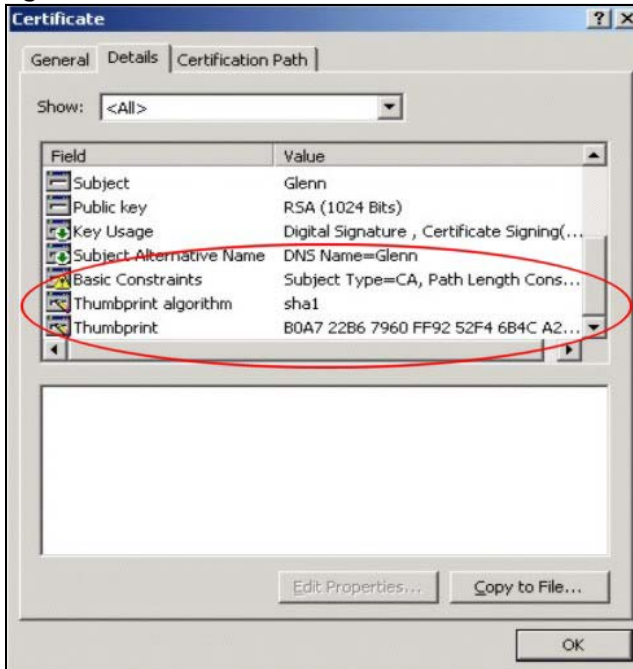 Certificate
General Details Certification Path
Show: <All>
Field Value
Subject Glenn
Public key RSA (1024 Bits)
Key Usage Digital Signature , Certificate Signing(...
Subject Alternative Name DNS Name=Glenn
Basic Constraints Subject Type=CA, Path Length Cons...
Thumbprint algorithm sha1
Thumbprint B0A7 22B6 7960 FF92 52F4 6B4C A2...
Edit Properties... Copy to File...
OK